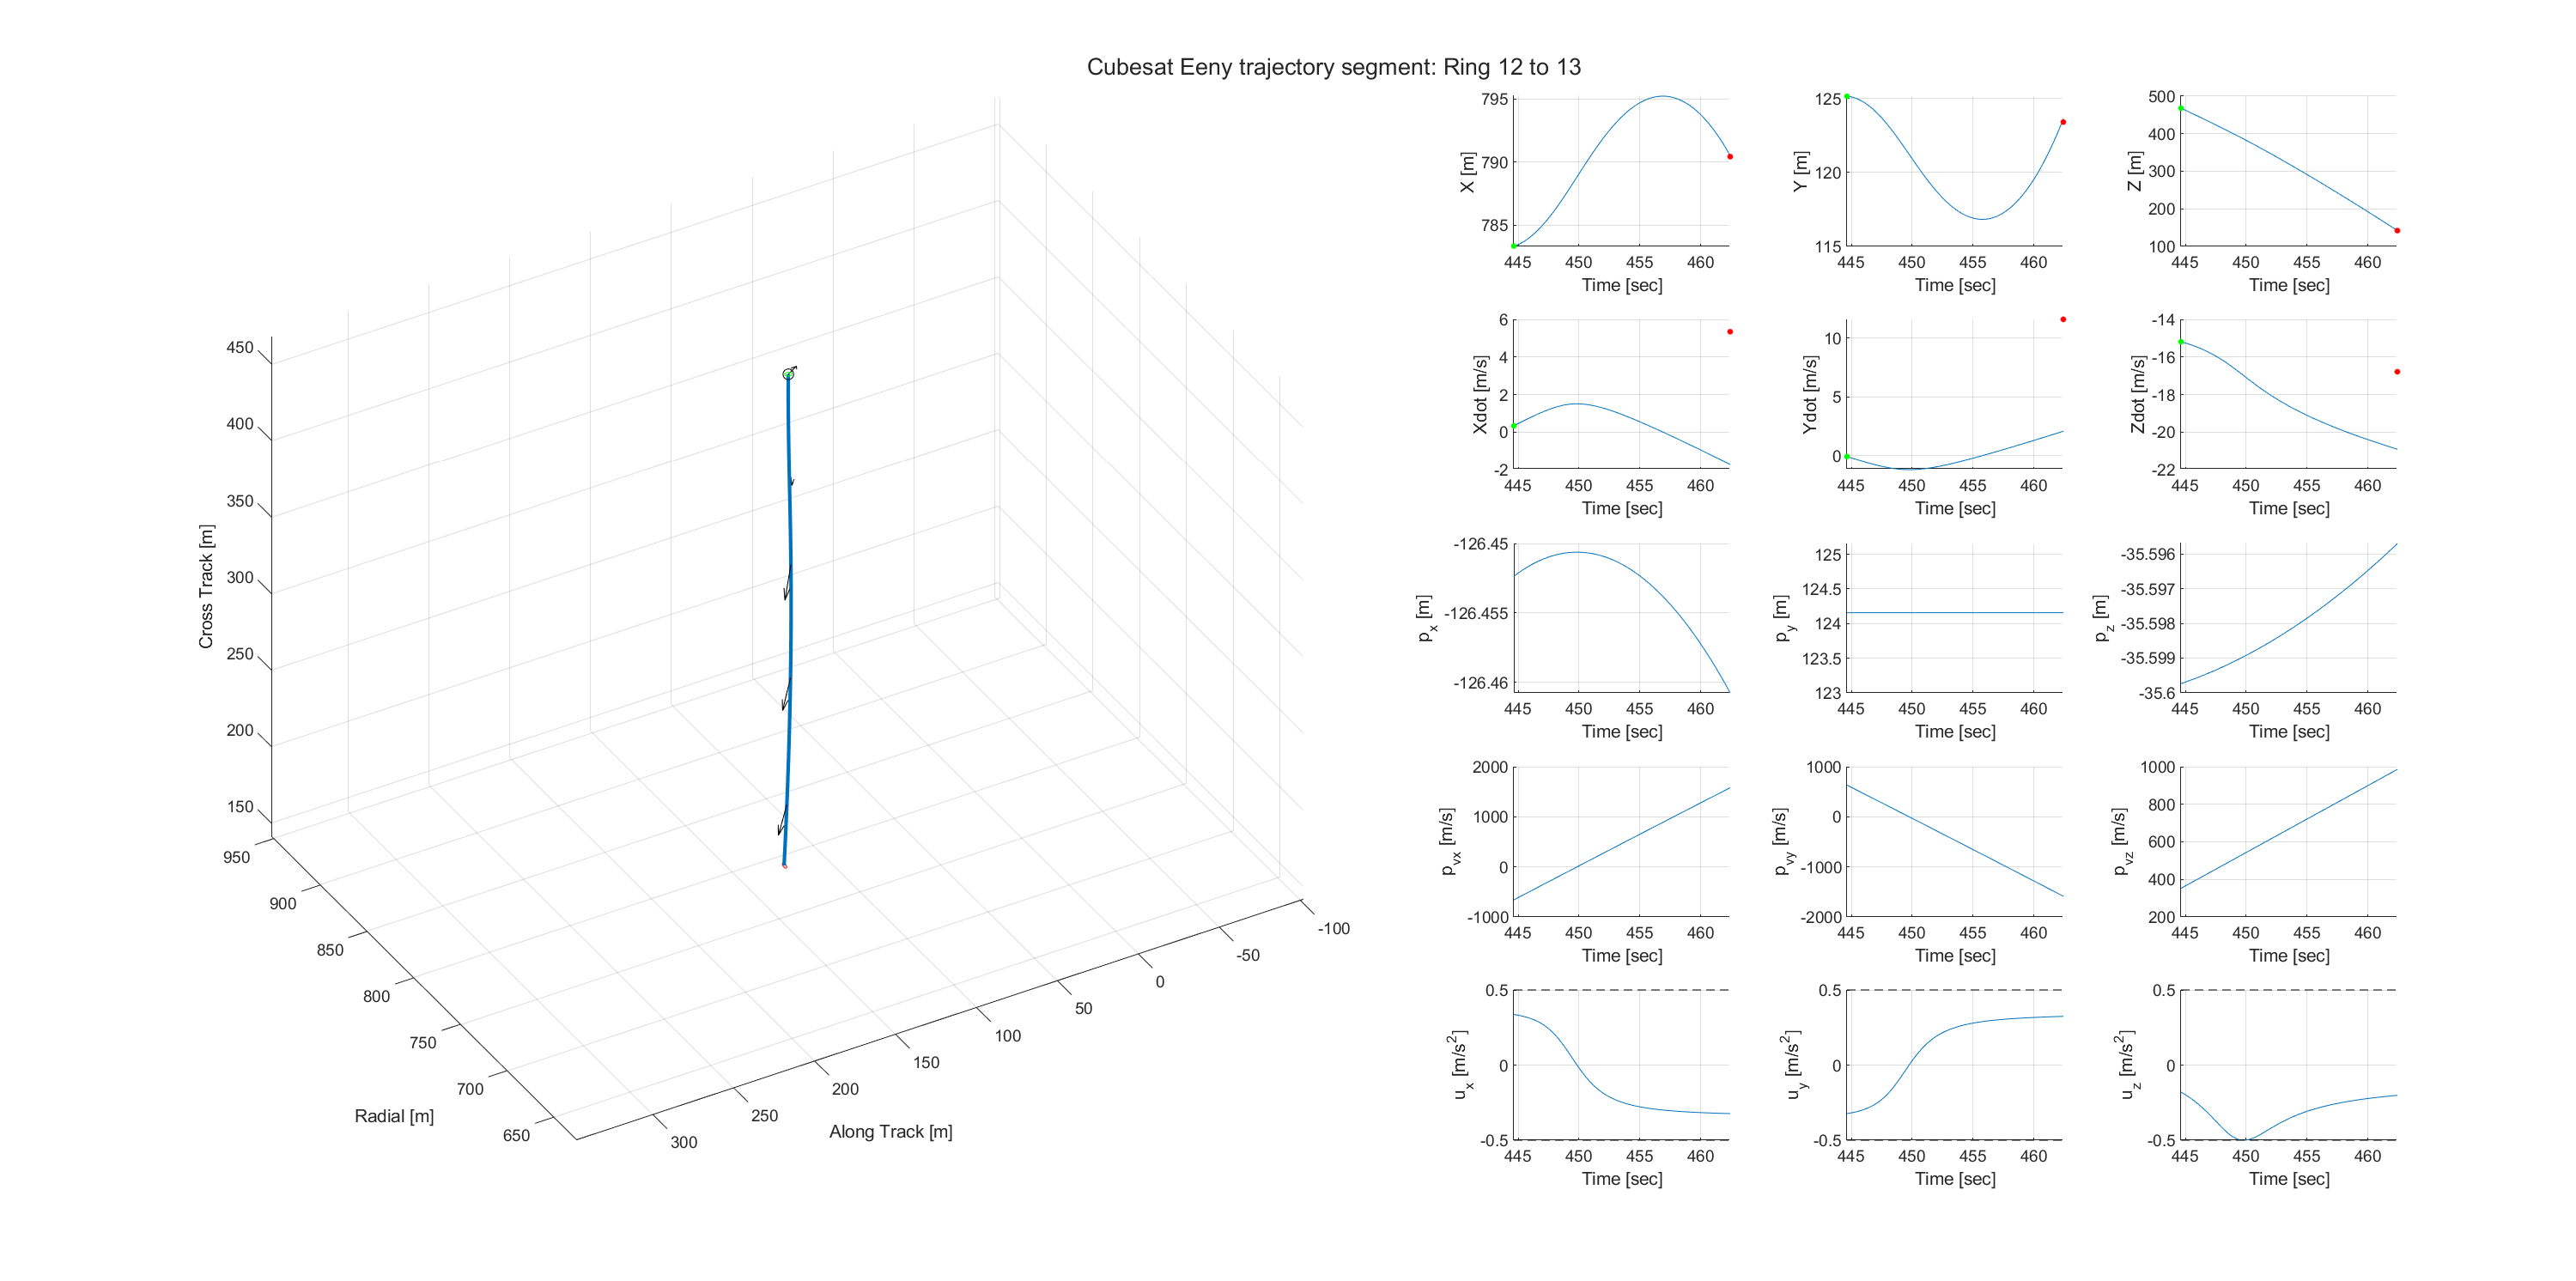 Cubesat Eeny trajectory segment: Ring 12 to 13
450
400
350
300
250
200
150
Cross Track [m]
950
900
850
800
750
700
650
Radial [m]
300
250
200
150
100
50
0
-50
-100
Along Track [m]
795
790
785
X [m]
445 450 455 460
Time [sec]
125
120
115
Y [m]
445 450 455 460
Time [sec]
500
400
300
200
100
Z [m]
445 450 455 460
Time [sec]
6
4
2
0
-2
Xdot [m/s]
445 450 455 460
Time [sec]
10
5
0
Ydot [m/s]
445 450 455 460
Time [sec]
-14
-16
-18
-20
-22
Zdot [m/s]
445 450 455 460
Time [sec]
-126.45
-126.455
-126.46
p_x [m]
445 450 455 460
Time [sec]
125
124.5
124
123.5
123
p_y [m]
445 450 455 460
Time [sec]
-35.596
-35.597
-35.598
-35.599
-35.6
p_z [m]
445 450 455 460
Time [sec]
2000
1000
0
-1000
p_vx [m/s]
445 450 455 460
Time [sec]
1000
0
-1000
-2000
p_vy [m/s]
445 450 455 460
Time [sec]
1000
800
600
400
200
p_vz [m/s]
445 450 455 460
Time [sec]
0.5
0
-0.5
u_x [m/s²]
445 450 455 460
Time [sec]
0.5
0
-0.5
u_y [m/s²]
445 450 455 460
Time [sec]
0.5
0
-0.5
u_z [m/s²]
445 450 455 460
Time [sec]